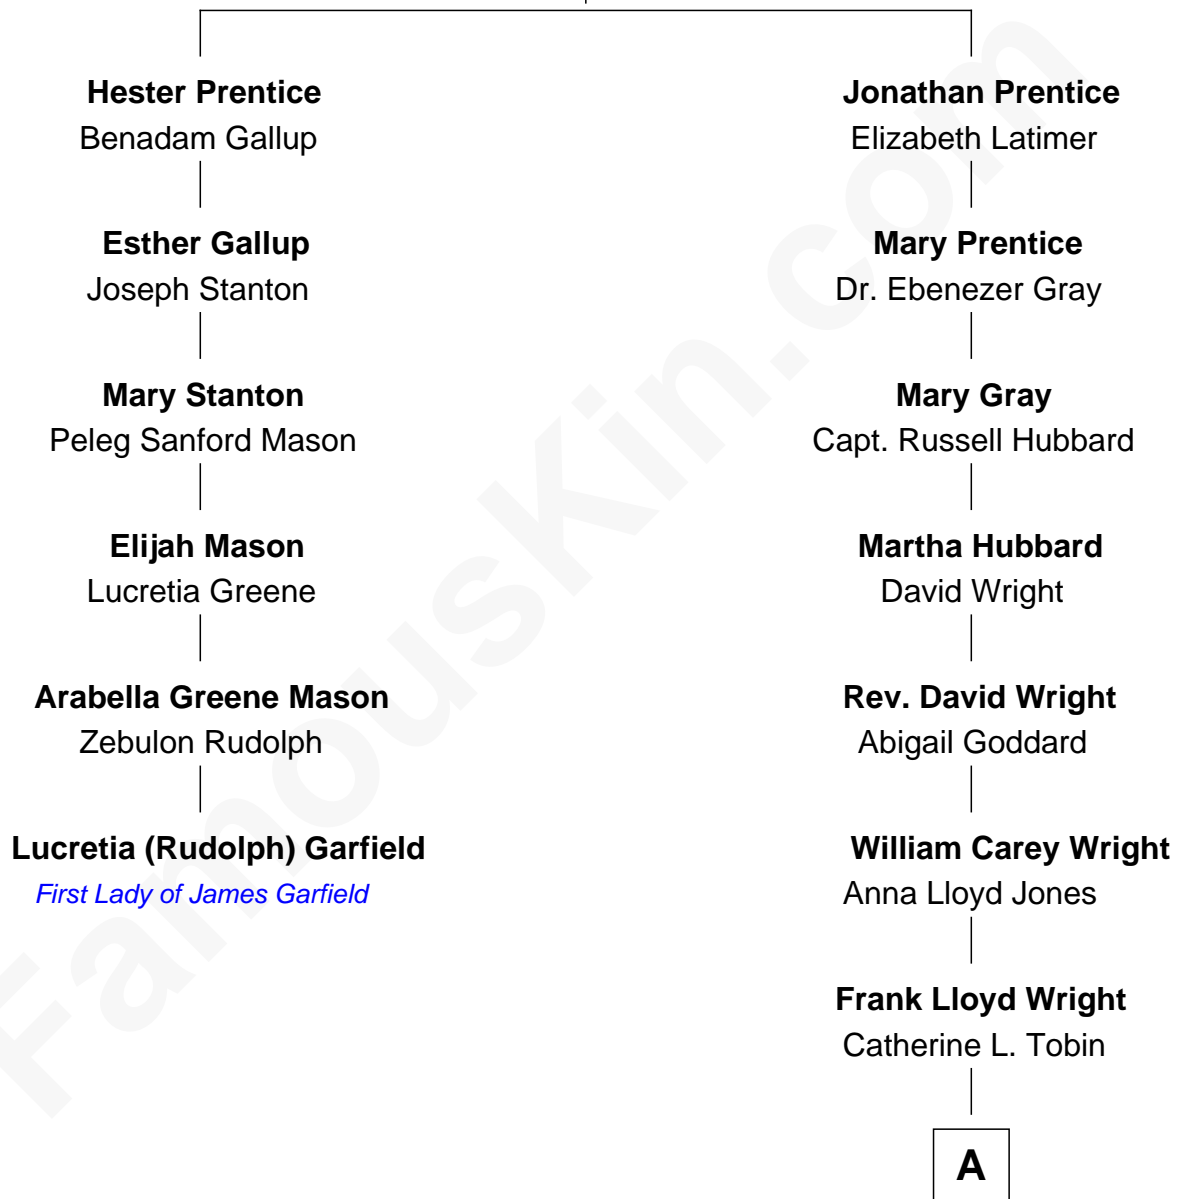 Hester Prentice
Benadam Gallup
Esther Gallup
Joseph Stanton
Mary Stanton
Peleg Sanford Mason
Elijah Mason
Lucretia Greene
Arabella Greene Mason
Zebulon Rudolph
Lucretia (Rudolph) Garfield
First Lady of James Garfield
Jonathan Prentice
Elizabeth Latimer
Mary Prentice
Dr. Ebenezer Gray
Mary Gray
Capt. Russell Hubbard
Martha Hubbard
David Wright
Rev. David Wright
Abigail Goddard
William Carey Wright
Anna Lloyd Jones
Frank Lloyd Wright
Catherine L. Tobin
A
FamousKin.com